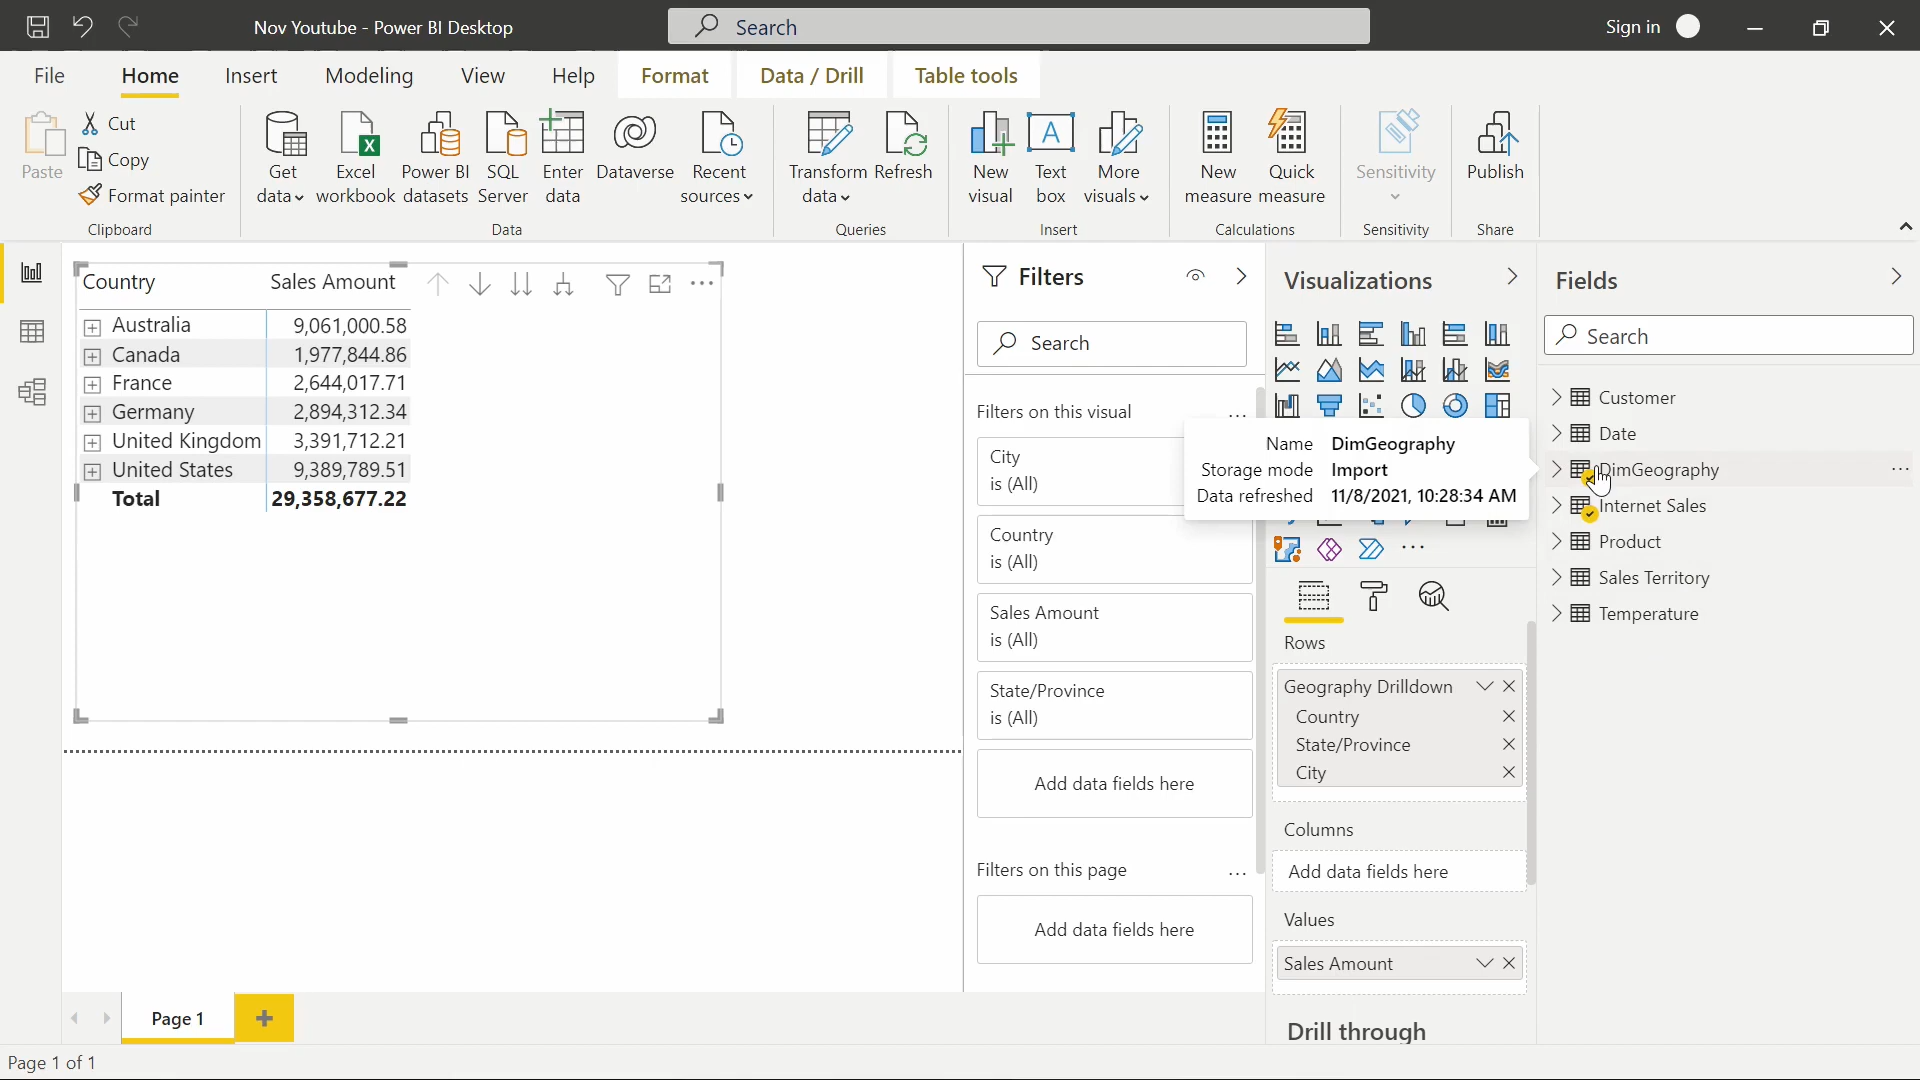 Nov Youtube - Power BI Desktop
Search
Sign in
File
Home
Insert
Modeling
View
Help
Format
Data / Drill
Table tools
Paste
Cut
Copy
Format painter
Clipboard
Get data
Excel workbook
Power BI datasets
SQL Server
Enter data
Dataverse
Recent sources
Data
Transform data
Refresh
Queries
New visual
A
Text box
More visuals
Insert
New measure
Quick measure
Calculations
Sensitivity
Sensitivity
Publish
Share
Country Sales Amount
Australia 9,061,000.58
Canada 1,977,844.86
France 2,644,017.71
Germany 2,894,312.34
United Kingdom 3,391,712.21
United States 9,389,789.51
Total 29,358,677.22
Filters
Search
Filters on this visual
City
is (All)
Country
is (All)
Sales Amount
is (All)
State/Province
is (All)
Add data fields here
Filters on this page
Add data fields here
Visualizations
Name DimGeography
Storage mode Import
Data refreshed 11/8/2021, 10:28:34 AM
Rows
Geography Drilldown
Country
State/Province
City
Columns
Add data fields here
Values
Sales Amount
Drill through
Fields
Search
Customer
Date
DimGeography
Internet Sales
Product
Sales Territory
Temperature
Page 1
Page 1 of 1